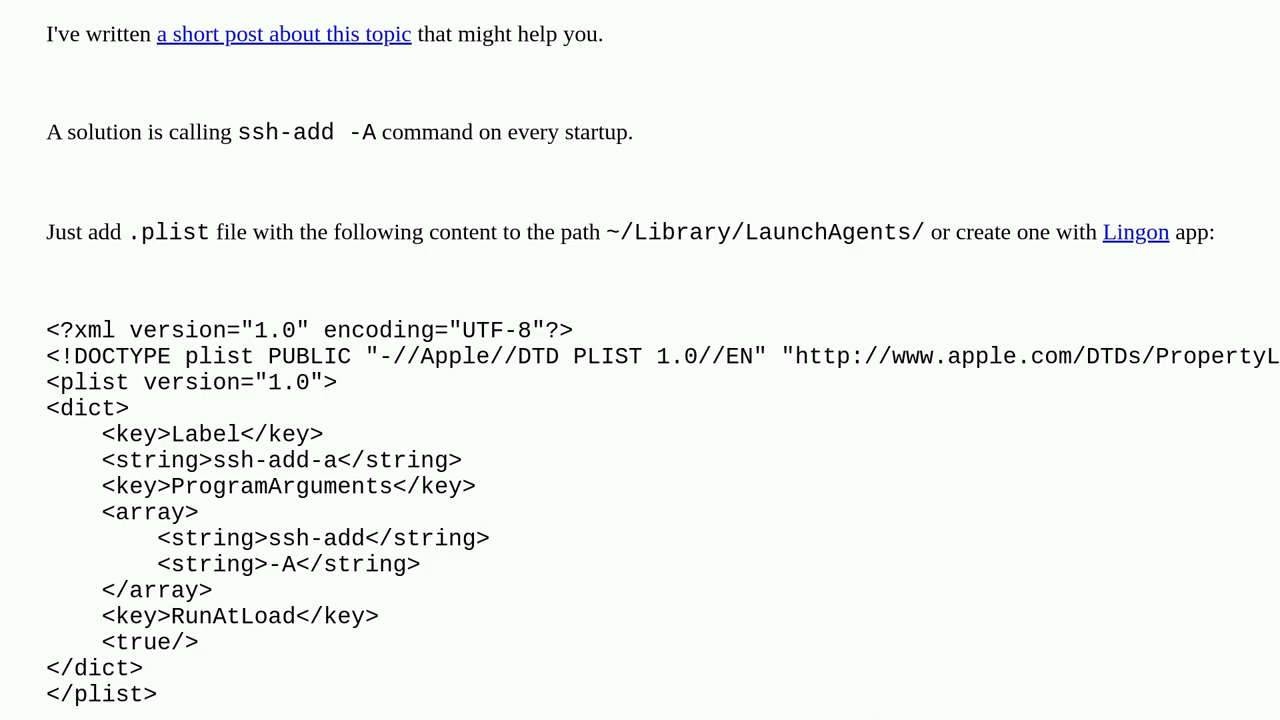 I've written a short post about this topic that might help you.
A solution is calling ssh-add -A command on every startup.
Just add .plist file with the following content to the path ~/Library/LaunchAgents/ or create one with Lingon app:
<?xml version="1.0" encoding="UTF-8"?>
<!DOCTYPE plist PUBLIC "-//Apple//DTD PLIST 1.0//EN" "http://www.apple.com/DTDs/PropertyL
<plist version="1.0">
<dict>
    <key>Label</key>
    <string>ssh-add-a</string>
    <key>ProgramArguments</key>
    <array>
        <string>ssh-add</string>
        <string>-A</string>
    </array>
    <key>RunAtLoad</key>
    <true/>
</dict>
</plist>